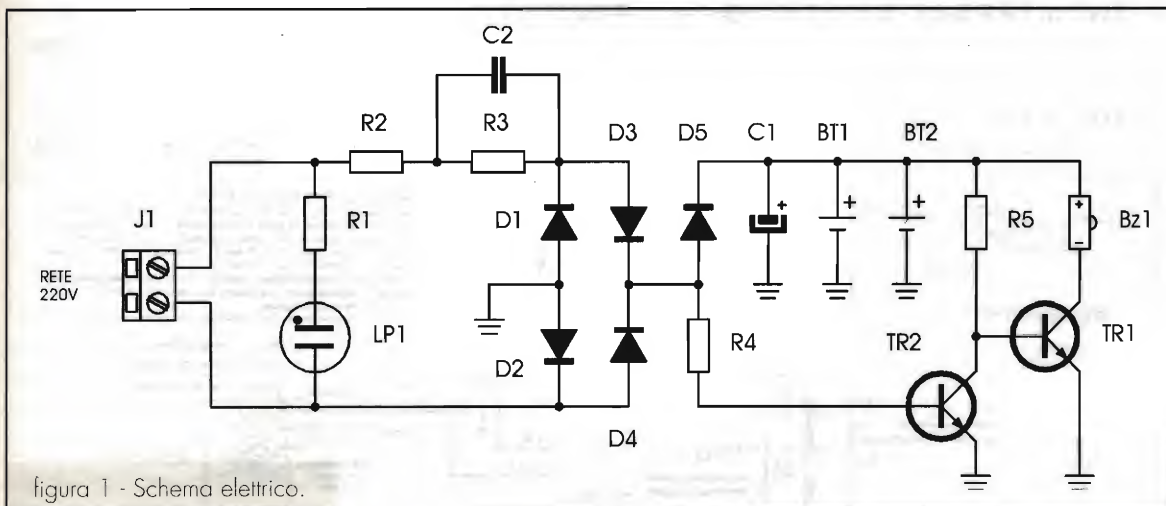 C2
R2
R3
D3
D5
C1
BT1
BT2
+
+
+
J1
R1
D1
R5
+
-
Bz1
RETE
220V
LP1
D2
R4
TR2
TR1
D4
figura 1 - Schema elettrico.